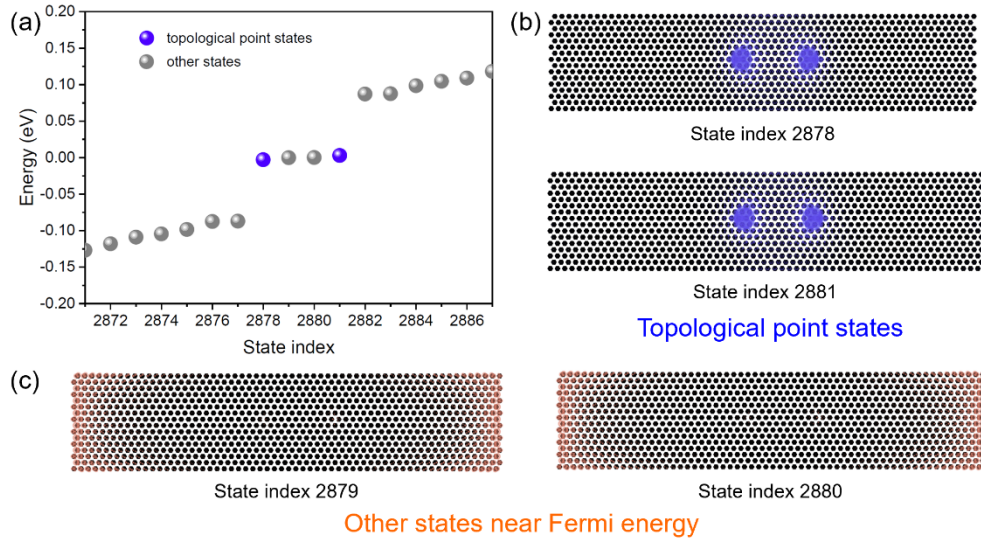 (a)
0.20
0.15
0.10
0.05
0.00
-0.05
-0.10
-0.15
-0.20
Energy (eV)
topological point states
other states
2872 2874 2876 2878 2880 2882 2884 2886
State index
(b)
State index 2878
State index 2881
Topological point states
(c)
State index 2879
State index 2880
Other states near Fermi energy